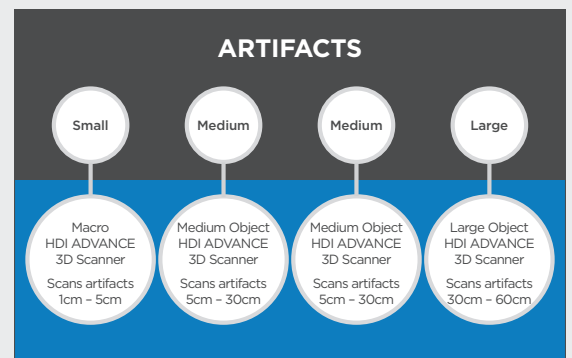 ARTIFACTS
Small
Medium
Medium
Large
Macro
HDI ADVANCE
3D Scanner
Scans artifacts
1cm – 5cm
Medium Object
HDI ADVANCE
3D Scanner
Scans artifacts
5cm – 30cm
Medium Object
HDI ADVANCE
3D Scanner
Scans artifacts
5cm – 30cm
Large Object
HDI ADVANCE
3D Scanner
Scans artifacts
30cm – 60cm